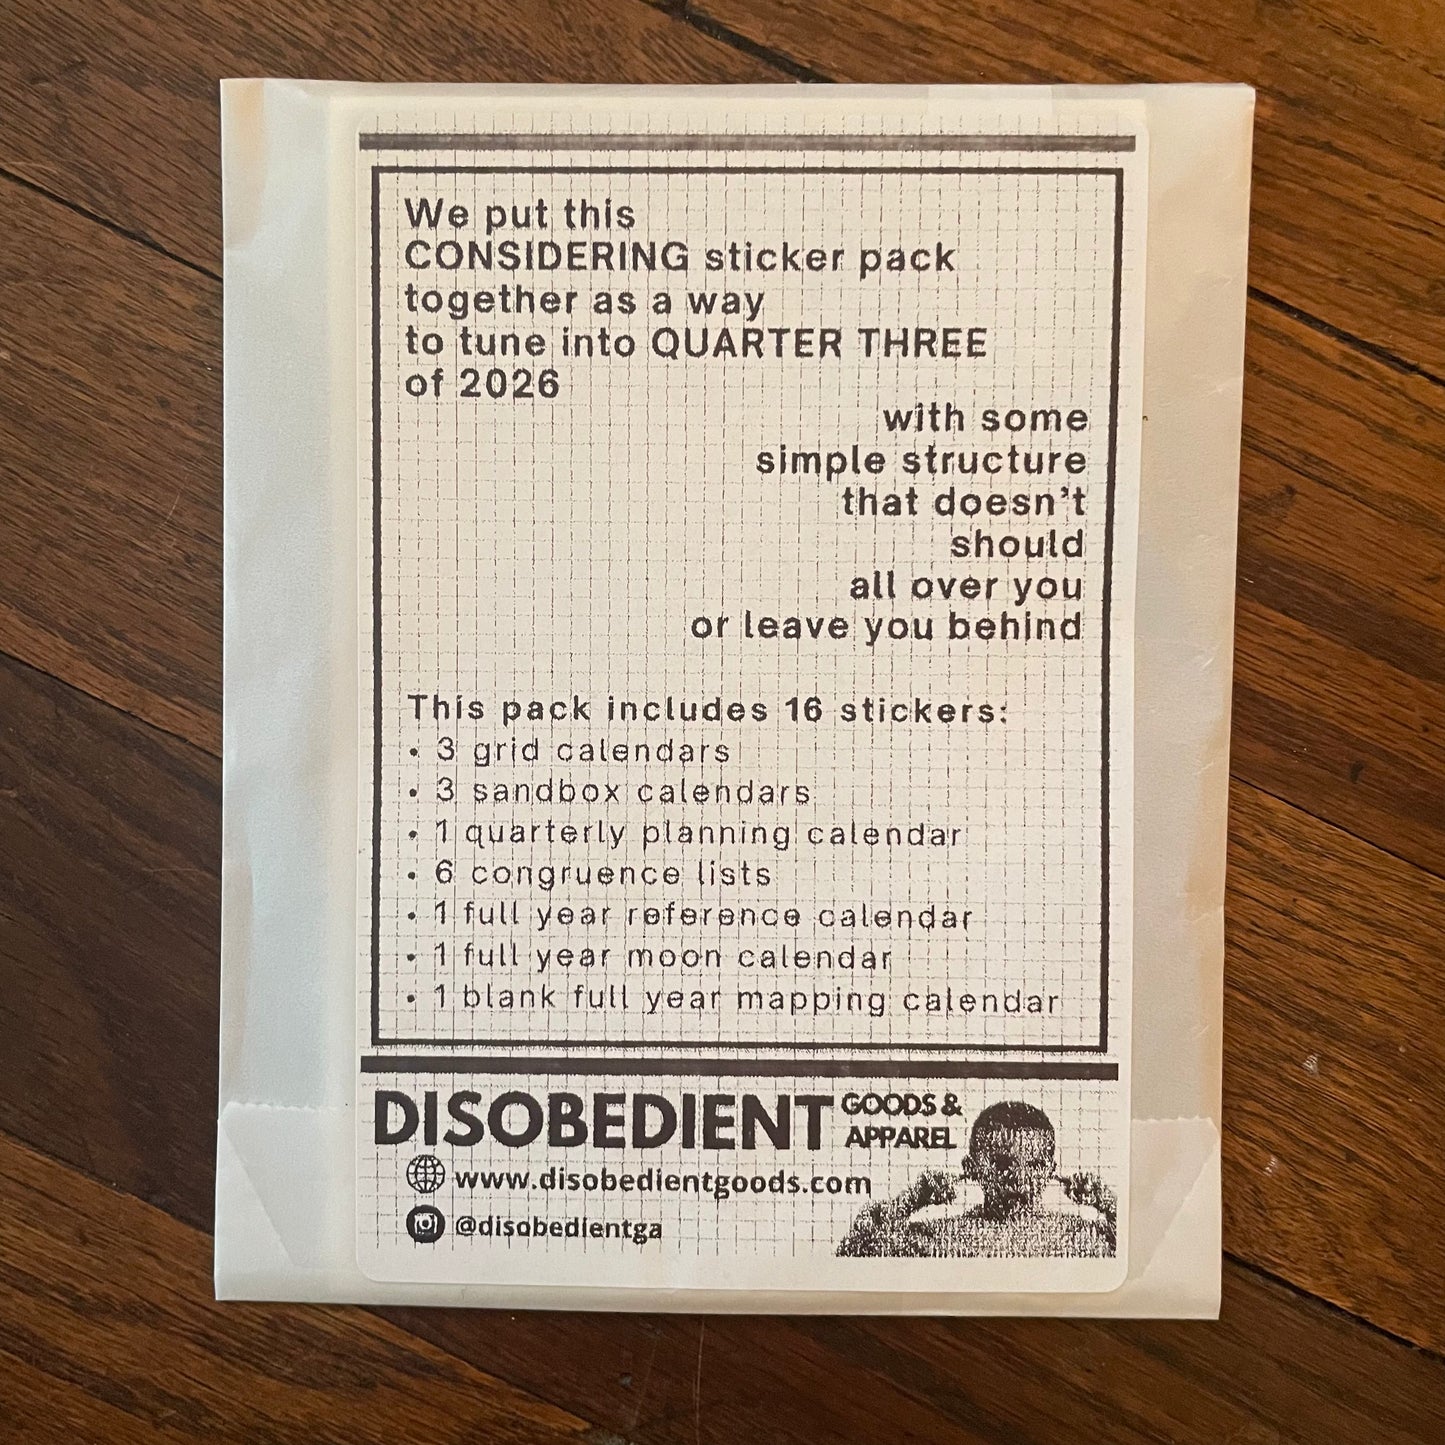 We put this
CONSIDERING sticker pack
together as a way
to tune into QUARTER THREE
of 2026
with some
simple structure
that doesn't
should
all over you
or leave you behind
This pack includes 16 stickers:
• 3 grid calendars
• 3 sandbox calendars
• 1 quarterly planning calendar
• 6 congruence lists
• 1 full year reference calendar
• 1 full year moon calendar
• 1 blank full year mapping calendar
DISOBEDIENT GOODS &
APPAREL
www.disobedientgoods.com
@disobedientga